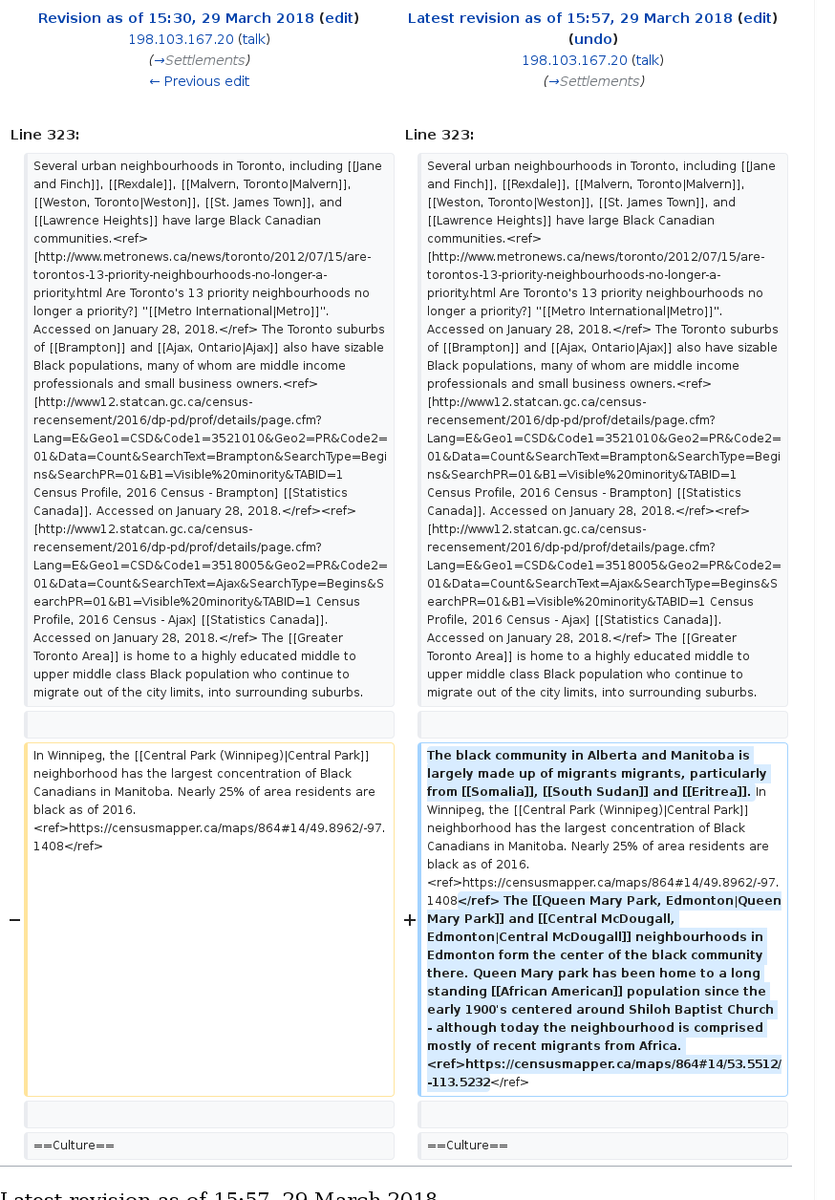 Revision as of 15:30, 29 March 2018 (edit)
198.103.167.20 (talk)
(→Settlements)
← Previous edit
Latest revision as of 15:57, 29 March 2018 (edit)
(undo)
198.103.167.20 (talk)
(→Settlements)
Line 323:
Several urban neighbourhoods in Toronto, including [[Jane
and Finch]], [[Rexdale]], [[Malvern, Toronto|Malvern]],
[[Weston, Toronto|Weston]], [[St. James Town]], and
[[Lawrence Heights]] have large Black Canadian
communities.<ref>
[http://www.metronews.ca/news/toronto/2012/07/15/are-
torontos-13-priority-neighbourhoods-no-longer-a-
priority.html Are Toronto's 13 priority neighbourhoods no
longer a priority?] "[[Metro International|Metro]]".
Accessed on January 28, 2018.</ref> The Toronto suburbs
of [[Brampton]] and [[Ajax, Ontario|Ajax]] also have sizable
Black populations, many of whom are middle income
professionals and small business owners.<ref>
[http://www12.statcan.gc.ca/census-
recensement/2016/dp-pd/prof/details/page.cfm?
Lang=E&Geo1=CSD&Code1=3521010&Geo2=PR&Code2=
01&Data=Count&SearchText=Brampton&SearchType=Begi
ns&SearchPR=01&B1=Visible%20minority&TABID=1
Census Profile, 2016 Census - Brampton] [[Statistics
Canada]]. Accessed on January 28, 2018.</ref><ref>
[http://www12.statcan.gc.ca/census-
recensement/2016/dp-pd/prof/details/page.cfm?
Lang=E&Geo1=CSD&Code1=3518005&Geo2=PR&Code2=
01&Data=Count&SearchText=Ajax&SearchType=Begins&S
earchPR=01&B1=Visible%20minority&TABID=1 Census
Profile, 2016 Census - Ajax] [[Statistics Canada]].
Accessed on January 28, 2018.</ref> The [[Greater
Toronto Area]] is home to a highly educated middle to
upper middle class Black population who continue to
migrate out of the city limits, into surrounding suburbs.
Line 323:
Several urban neighbourhoods in Toronto, including [[Jane
and Finch]], [[Rexdale]], [[Malvern, Toronto|Malvern]],
[[Weston, Toronto|Weston]], [[St. James Town]], and
[[Lawrence Heights]] have large Black Canadian
communities.<ref>
[http://www.metronews.ca/news/toronto/2012/07/15/are-
torontos-13-priority-neighbourhoods-no-longer-a-
priority.html Are Toronto's 13 priority neighbourhoods no
longer a priority?] "[[Metro International|Metro]]".
Accessed on January 28, 2018.</ref> The Toronto suburbs
of [[Brampton]] and [[Ajax, Ontario|Ajax]] also have sizable
Black populations, many of whom are middle income
professionals and small business owners.<ref>
[http://www12.statcan.gc.ca/census-
recensement/2016/dp-pd/prof/details/page.cfm?
Lang=E&Geo1=CSD&Code1=3521010&Geo2=PR&Code2=
01&Data=Count&SearchText=Brampton&SearchType=Begi
ns&SearchPR=01&B1=Visible%20minority&TABID=1
Census Profile, 2016 Census - Brampton] [[Statistics
Canada]]. Accessed on January 28, 2018.</ref><ref>
[http://www12.statcan.gc.ca/census-
recensement/2016/dp-pd/prof/details/page.cfm?
Lang=E&Geo1=CSD&Code1=3518005&Geo2=PR&Code2=
01&Data=Count&SearchText=Ajax&SearchType=Begins&S
earchPR=01&B1=Visible%20minority&TABID=1 Census
Profile, 2016 Census - Ajax] [[Statistics Canada]].
Accessed on January 28, 2018.</ref> The [[Greater
Toronto Area]] is home to a highly educated middle to
upper middle class Black population who continue to
migrate out of the city limits, into surrounding suburbs.
−
In Winnipeg, the [[Central Park (Winnipeg)|Central Park]]
neighborhood has the largest concentration of Black
Canadians in Manitoba. Nearly 25% of area residents are
black as of 2016.
<ref>https://censusmapper.ca/maps/864#14/49.8962/-97.
1408</ref>
+
The black community in Alberta and Manitoba is
largely made up of migrants migrants, particularly
from [[Somalia]], [[South Sudan]] and [[Eritrea]]. In
Winnipeg, the [[Central Park (Winnipeg)|Central Park]]
neighborhood has the largest concentration of Black
Canadians in Manitoba. Nearly 25% of area residents are
black as of 2016.
<ref>https://censusmapper.ca/maps/864#14/49.8962/-97.
1408</ref> The [[Queen Mary Park, Edmonton|Queen
Mary Park]] and [[Central McDougall,
Edmonton|Central McDougall]] neighbourhoods in
Edmonton form the center of the black community
there. Queen Mary park has been home to a long
standing [[African American]] population since the
early 1900's centered around Shiloh Baptist Church
- although today the neighbourhood is comprised
mostly of recent migrants from Africa.
<ref>https://censusmapper.ca/maps/864#14/53.5512/
-113.5232</ref>
==Culture==
==Culture==
Latest revision as of 15:57, 29 March 2018